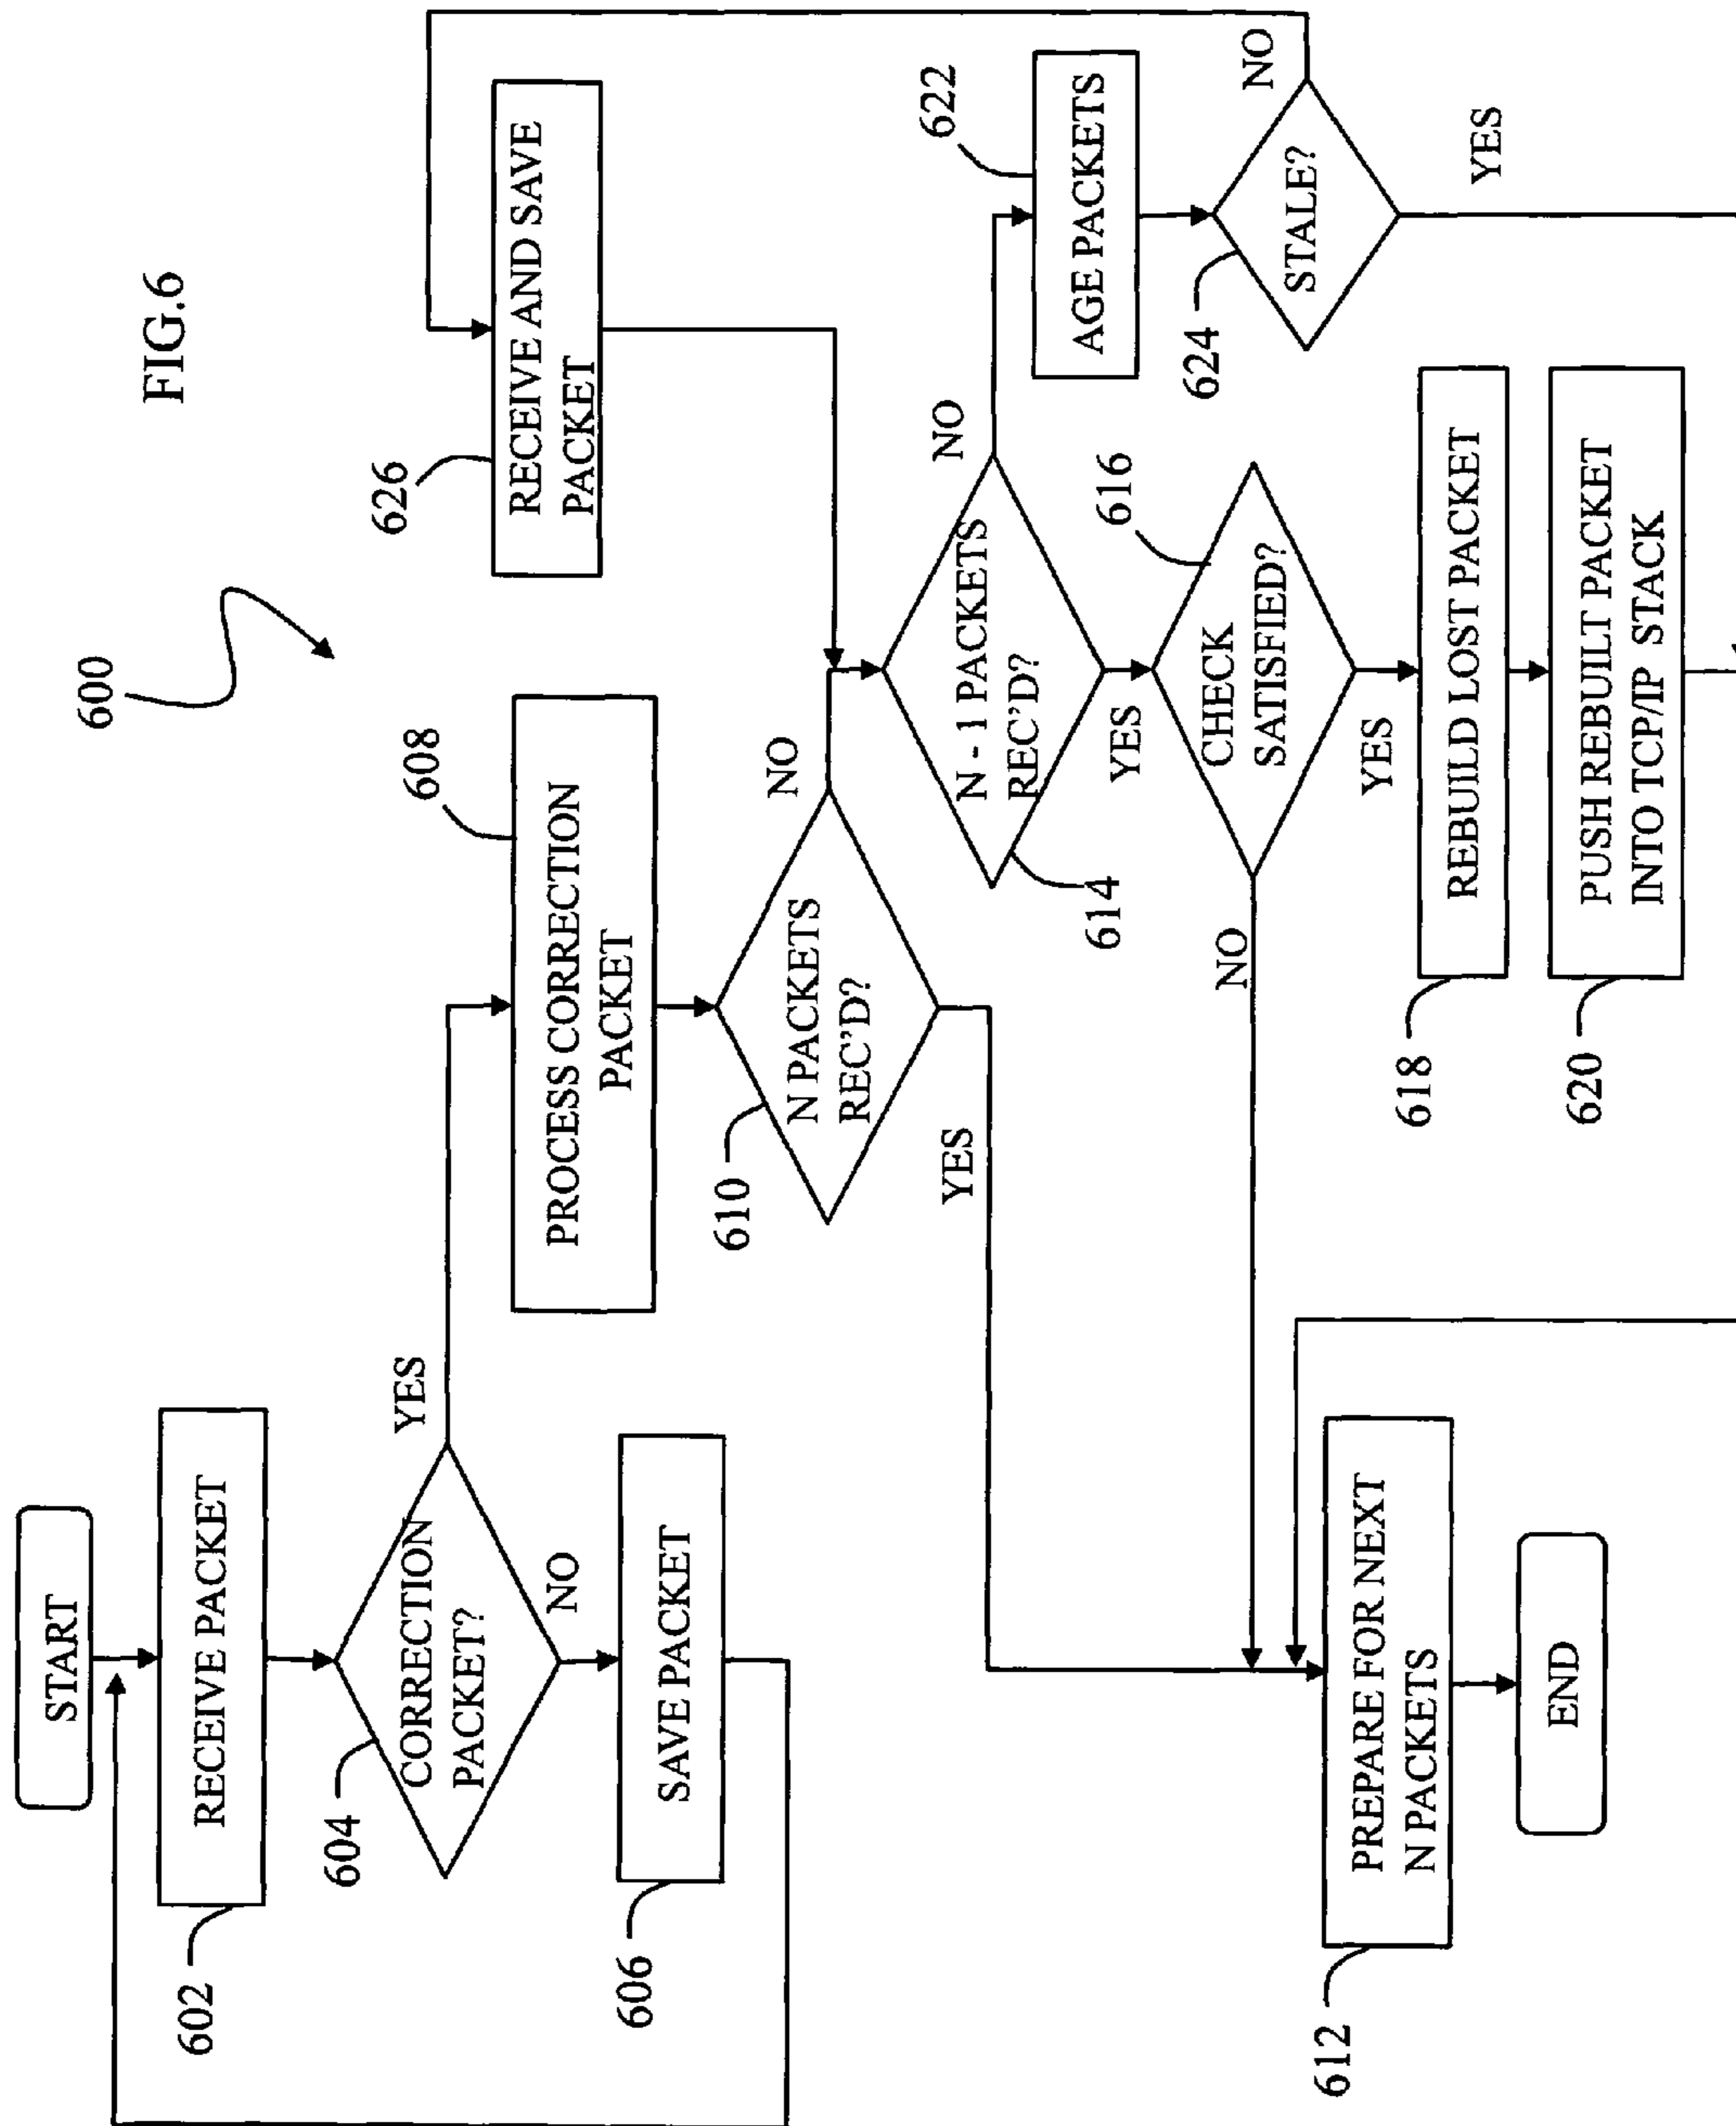 FIG.6
600
START
RECEIVE PACKET
602
CORRECTION
PACKET?
604
YES
NO
SAVE PACKET
606
PROCESS CORRECTION
PACKET
608
N PACKETS
REC'D?
610
NO
YES
RECEIVE AND SAVE
PACKET
626
N - 1 PACKETS
REC'D?
614
NO
YES
AGE PACKETS
622
STALE?
624
NO
YES
CHECK
SATISFIED?
616
NO
YES
REBUILD LOST PACKET
618
PUSH REBUILT PACKET
INTO TCP/IP STACK
620
PREPARE FOR NEXT
N PACKETS
612
END